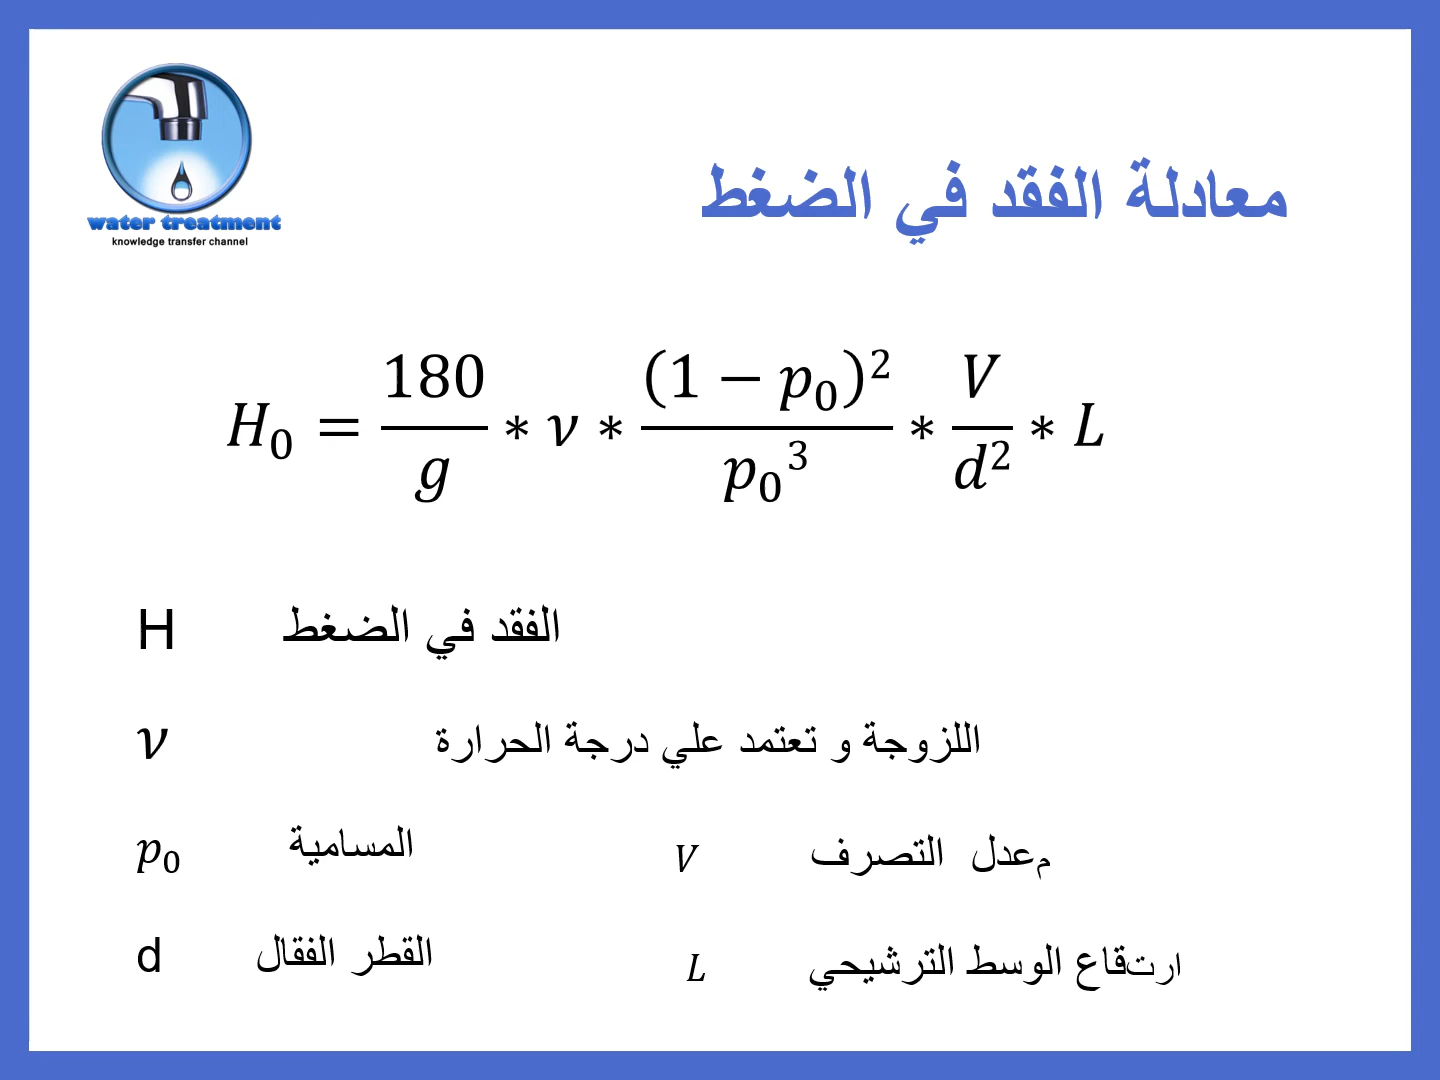 water treatment
knowledge transfer channel
معادلة الفقد في الضغط
H₀ = 180/g * ν * (1 − p₀)²/p₀³ * V/d² * L
H الفقد في الضغط
ν اللزوجة و تعتمد علي درجة الحرارة
p₀ المسامية V معدل التصرف
d القطر الفقال L ارتقاع الوسط الترشيحي